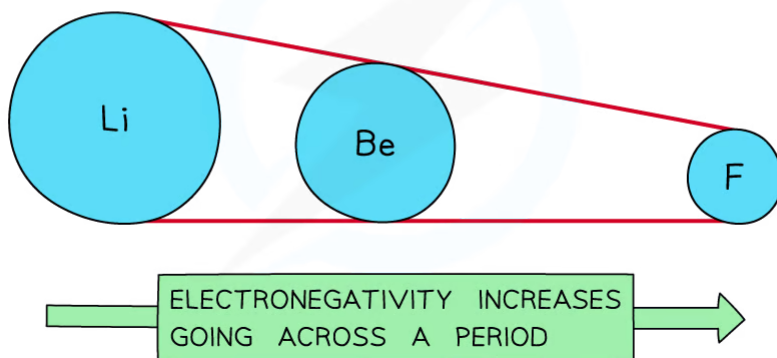 Li
Be
F
ELECTRONEGATIVITY INCREASES
GOING ACROSS A PERIOD